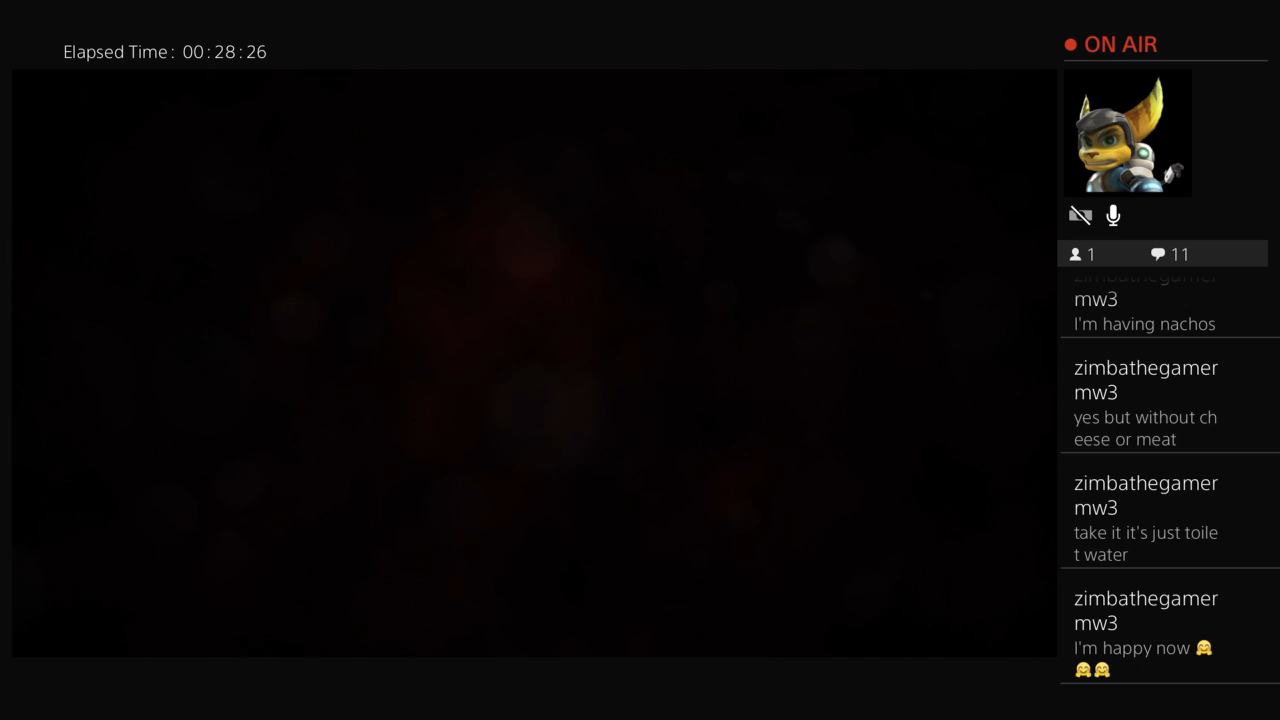 Elapsed Time: 00:28:26
ON AIR
1 11
zimbathegamer
mw3
I'm having nachos
zimbathegamer
mw3
yes but without ch
eese or meat
zimbathegamer
mw3
take it it's just toile
t water
zimbathegamer
mw3
I'm happy now 🤗
🤗🤗